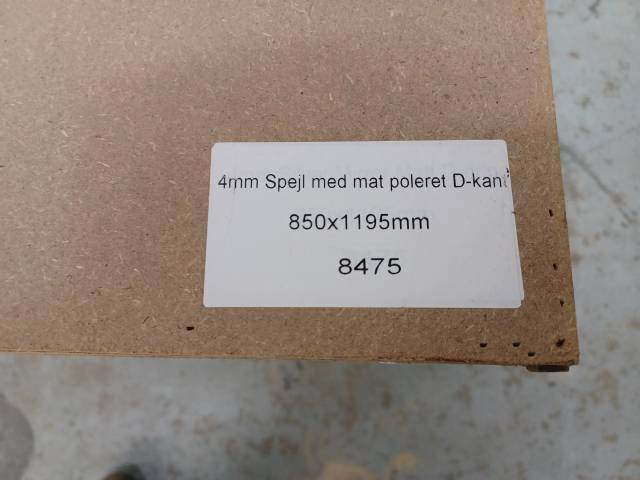 4mm Spejl med mat poleret D-kant
850x1195mm
8475